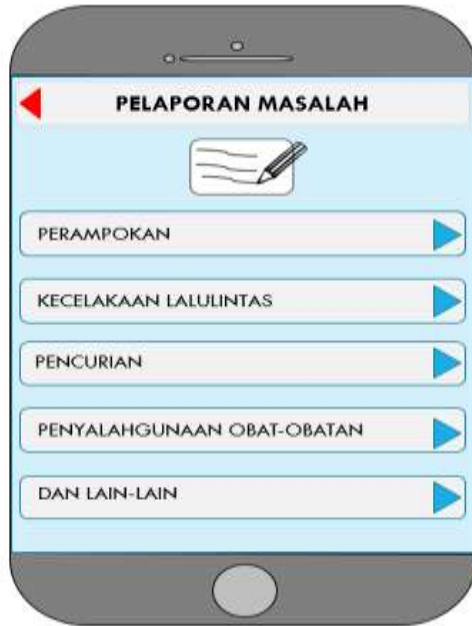 PELAPORAN MASALAH
PERAMPOKAN
KECELAKAAN LALULINTAS
PENCURIAN
PENYALAHGUNAAN OBAT-OBATAN
DAN LAIN-LAIN